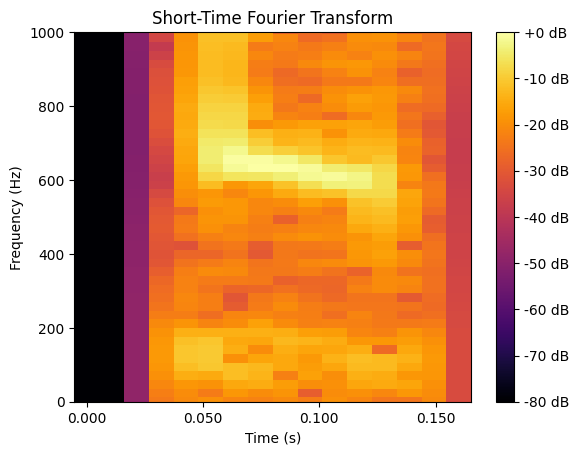 Short-Time Fourier Transform
1000
800
600
400
200
0
Frequency (Hz)
0.000
0.050
0.100
0.150
Time (s)
+0 dB
-10 dB
-20 dB
-30 dB
-40 dB
-50 dB
-60 dB
-70 dB
-80 dB